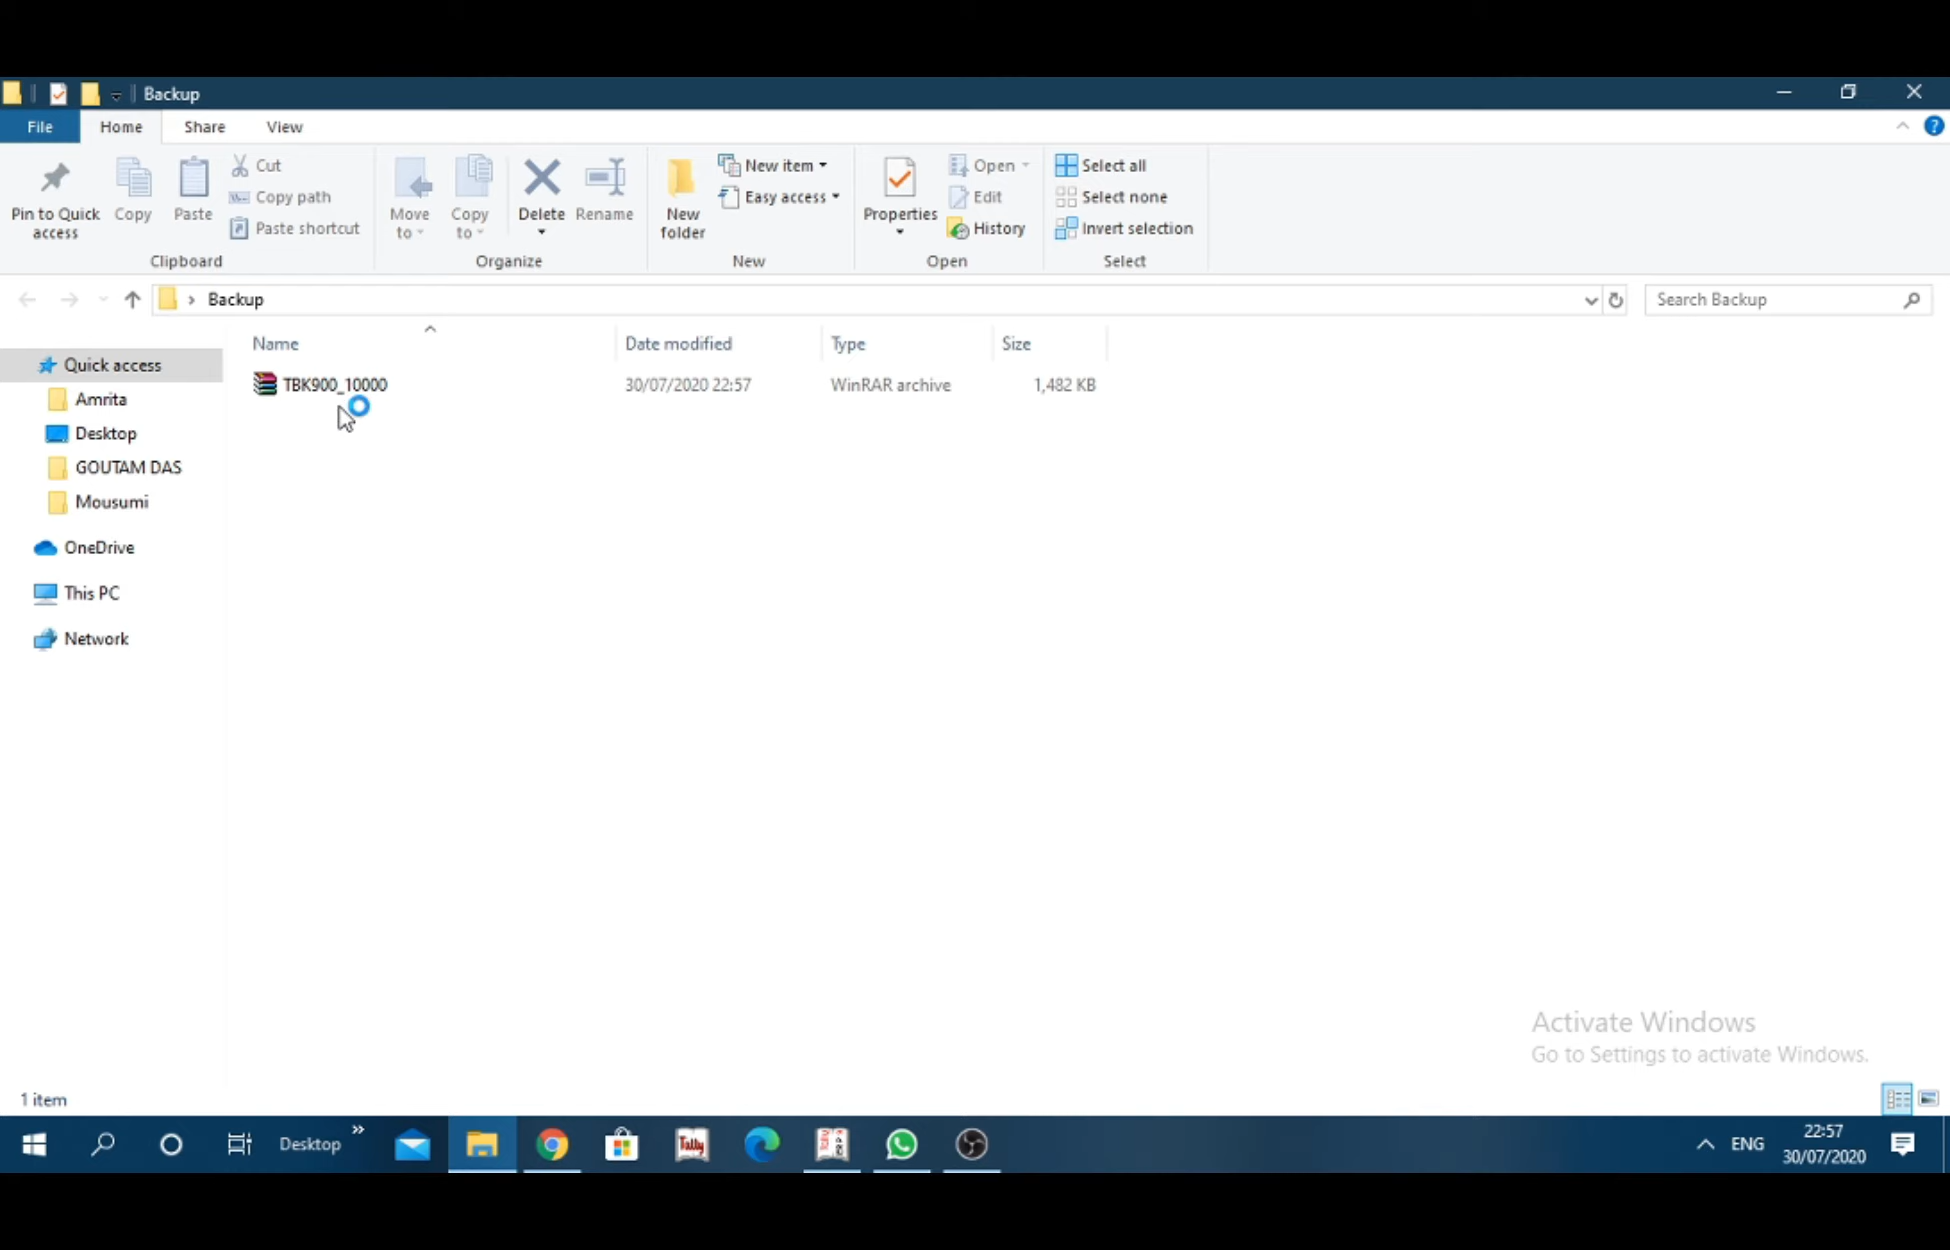 Backup
File Home Share View
Pin to Quick access
Copy
Paste
Cut
Copy path
Paste shortcut
Clipboard
Move to
Copy to
Delete
Rename
Organize
New folder
New item
Easy access
New
Properties
Open
Edit
History
Open
Select all
Select none
Invert selection
Select
Backup
Search Backup
Name Date modified Type Size
TBK900_10000 30/07/2020 22:57 WinRAR archive 1,482 KB
Quick access
Amrita
Desktop
GOUTAM DAS
Mousumi
OneDrive
This PC
Network
Activate Windows
Go to Settings to activate Windows.
1 item
Desktop
Tally
ENG
22:57
30/07/2020